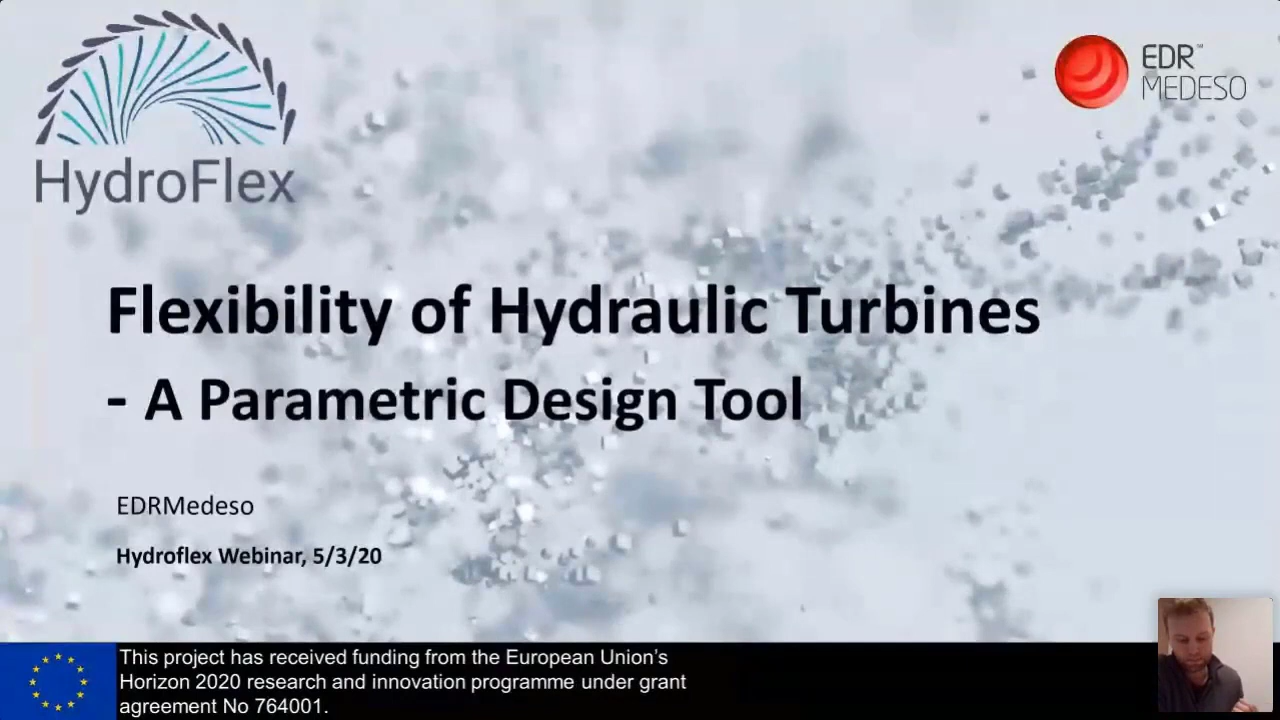 HydroFlex
EDR™
MEDESO
Flexibility of Hydraulic Turbines
- A Parametric Design Tool
EDRMedeso
Hydroflex Webinar, 5/3/20
This project has received funding from the European Union’s
Horizon 2020 research and innovation programme under grant
agreement No 764001.